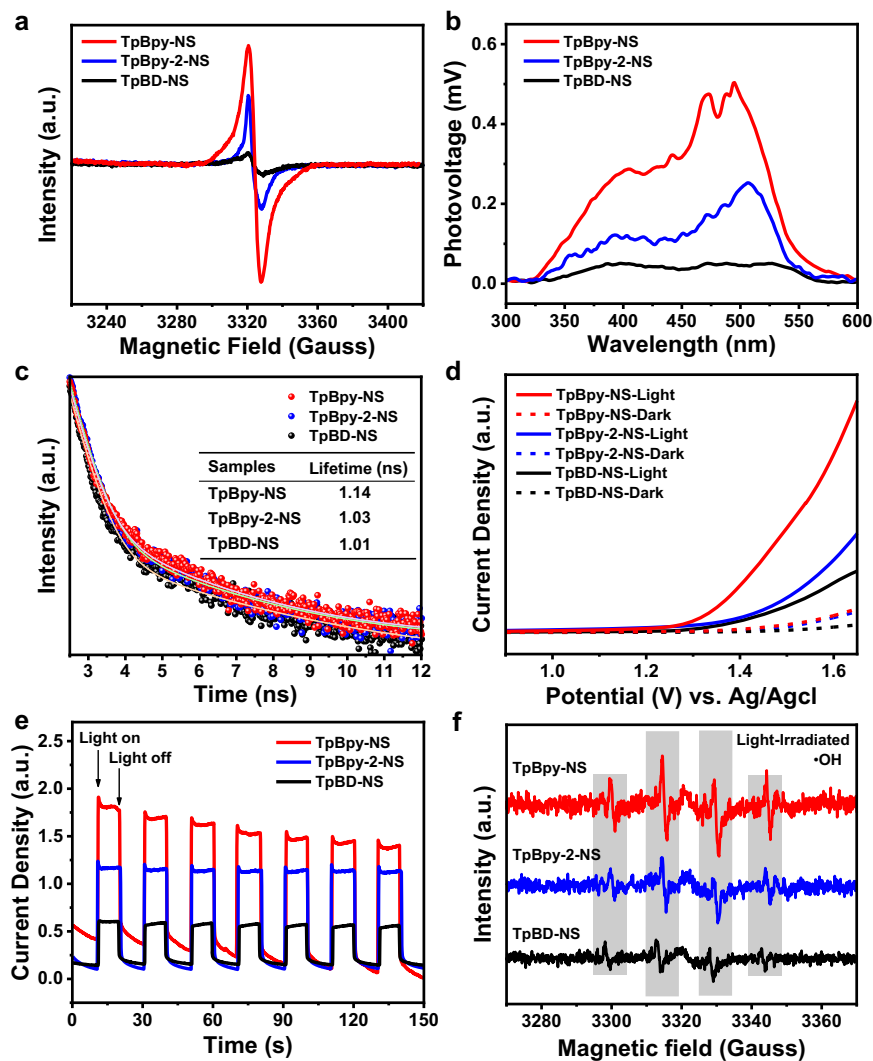 a
TpBpy-NS
TpBpy-2-NS
TpBD-NS
Intensity (a.u.)
3240 3280 3320 3360 3400
Magnetic Field (Gauss)
b
TpBpy-NS
TpBpy-2-NS
TpBD-NS
Photovoltage (mV)
0.6
0.4
0.2
0.0
300 350 400 450 500 550 600
Wavelength (nm)
c
TpBpy-NS
TpBpy-2-NS
TpBD-NS
Samples Lifetime (ns)
TpBpy-NS 1.14
TpBpy-2-NS 1.03
TpBD-NS 1.01
Intensity (a.u.)
3 4 5 6 7 8 9 10 11 12
Time (ns)
d
TpBpy-NS-Light
TpBpy-NS-Dark
TpBpy-2-NS-Light
TpBpy-2-NS-Dark
TpBD-NS-Light
TpBD-NS-Dark
Current Density (a.u.)
1.0 1.2 1.4 1.6
Potential (V) vs. Ag/Agcl
e
Light on
Light off
TpBpy-NS
TpBpy-2-NS
TpBD-NS
Current Density (a.u.)
2.5
2.0
1.5
1.0
0.5
0.0
0 30 60 90 120 150
Time (s)
f
Light-Irradiated
•OH
TpBpy-NS
TpBpy-2-NS
TpBD-NS
Intensity (a.u.)
3280 3300 3320 3340 3360
Magnetic field (Gauss)